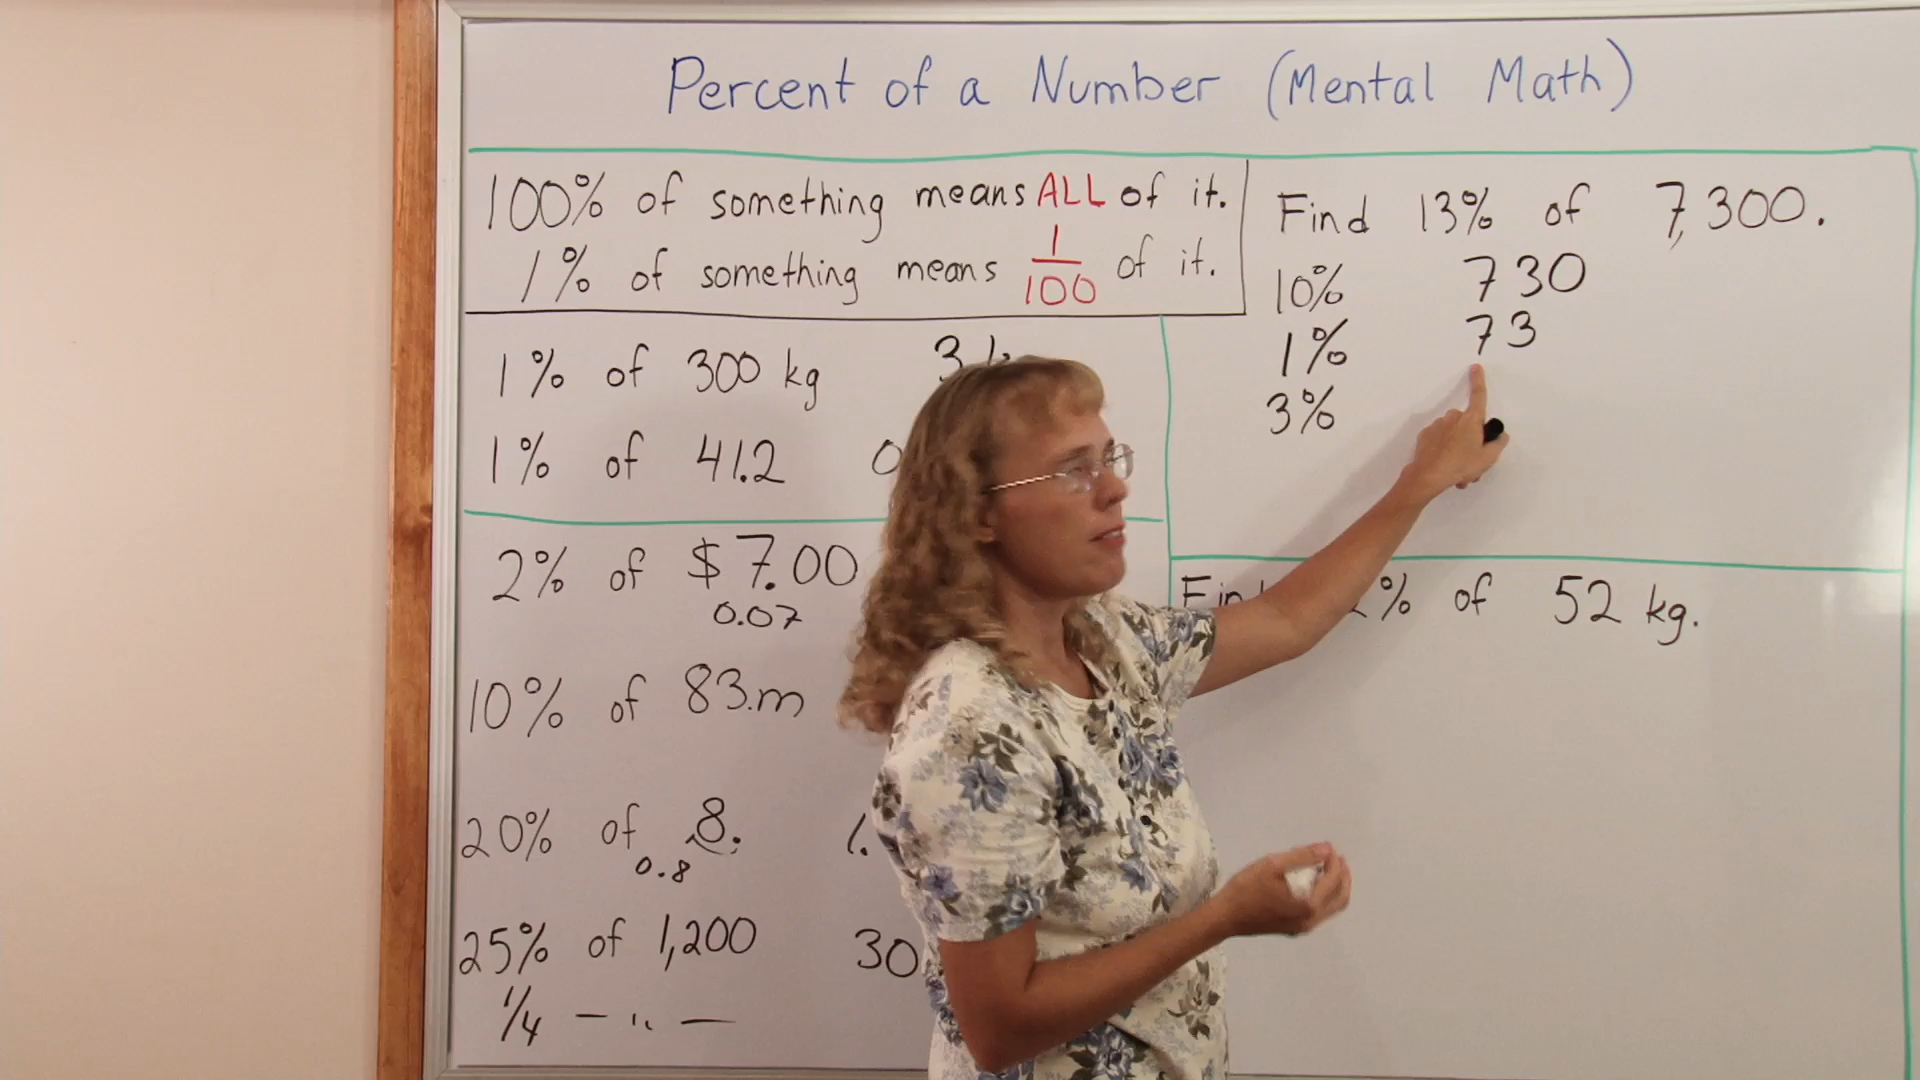 Percent of a Number (Mental Math)
100% of something means ALL of it.
1% of something means 1/100 of it.
1% of 300 kg 3
1% of 41.2
2% of $7.00
0.07
10% of 83.m
20% of 8.
0.8
25% of 1,200 30
1/4 — " —
Find 13% of 7,300.
10% 730
1% 73
3%
% of 52 kg.